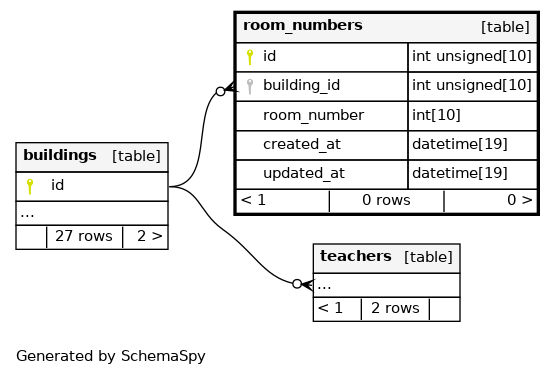 room_numbers [table]
id int unsigned[10]
building_id int unsigned[10]
room_number int[10]
created_at datetime[19]
updated_at datetime[19]
< 1 0 rows 0 >
buildings [table]
id
...
27 rows 2 >
teachers [table]
...
< 1 2 rows
Generated by SchemaSpy